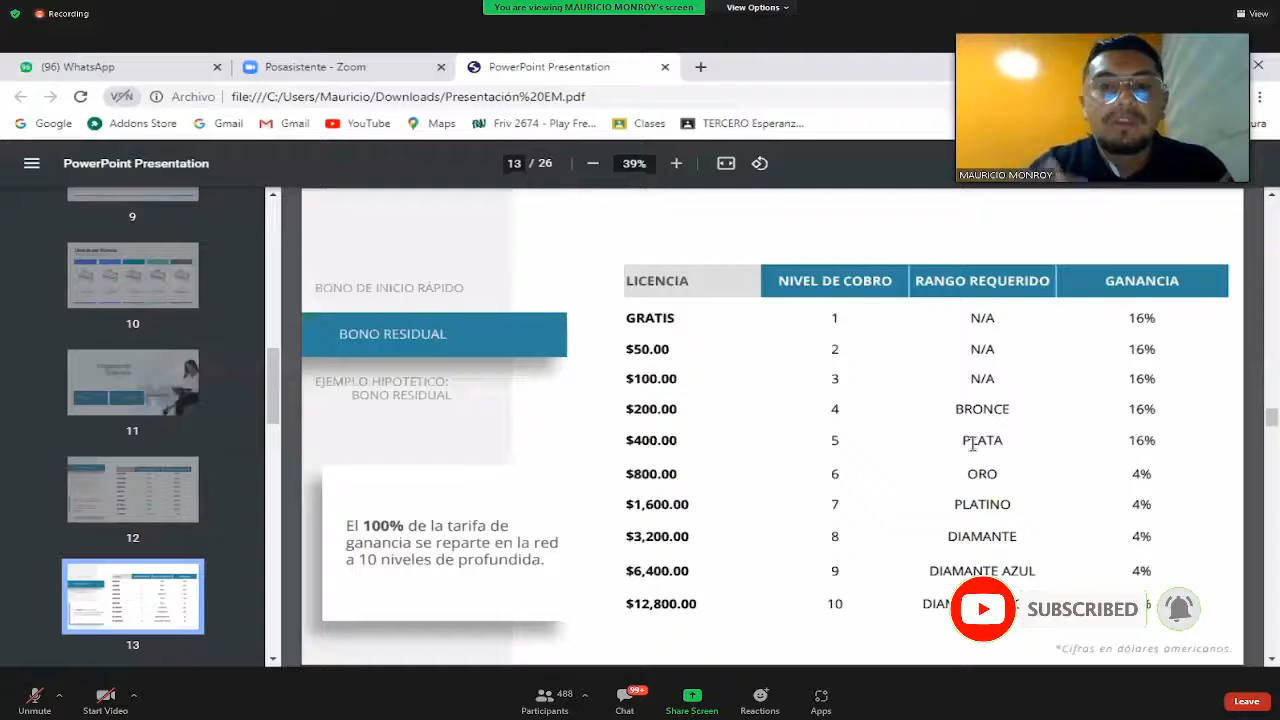 Recording
You are viewing MAURICIO MONROY's screen
View Options
View
(96) WhatsApp
Posasistente - Zoom
PowerPoint Presentation
VPN
Archivo
file:///C:/Users/Mauricio/Downloads/Presentación%20EM.pdf
Google
Addons Store
Gmail
Gmail
YouTube
Maps
Friv 2674 - Play Fre...
Clases
TERCERO Esperanz...
MAURICIO MONROY
PowerPoint Presentation
13 / 26
39%
9
10
11
12
13
BONO DE INICIO RÁPIDO
BONO RESIDUAL
EJEMPLO HIPOTETICO:
BONO RESIDUAL
El 100% de la tarifa de
ganancia se reparte en la red
a 10 niveles de profundida.
LICENCIA NIVEL DE COBRO RANGO REQUERIDO GANANCIA
GRATIS 1 N/A 16%
$50.00 2 N/A 16%
$100.00 3 N/A 16%
$200.00 4 BRONCE 16%
$400.00 5 PLATA 16%
$800.00 6 ORO 4%
$1,600.00 7 PLATINO 4%
$3,200.00 8 DIAMANTE 4%
$6,400.00 9 DIAMANTE AZUL 4%
$12,800.00 10
SUBSCRIBED
*Cifras en dólares americanos.
Unmute
Start Video
488
Participants
99+
Chat
Share Screen
Reactions
Apps
Leave